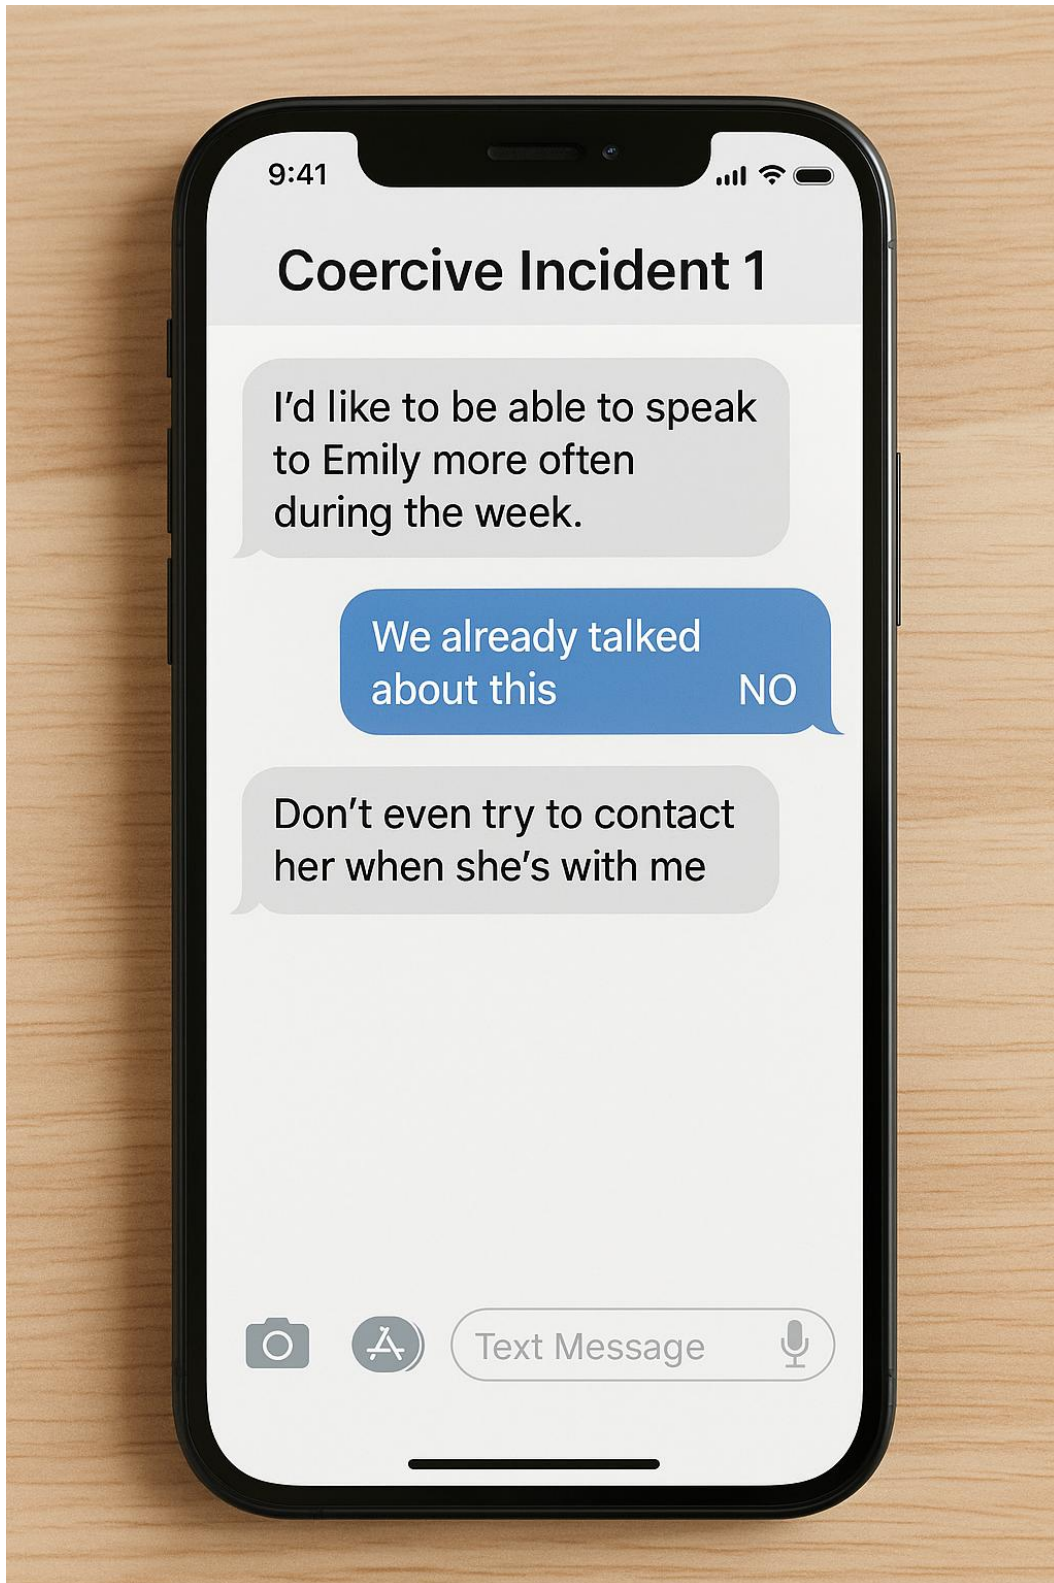 9:41
Coercive Incident 1
I'd like to be able to speak
to Emily more often
during the week.
We already talked
about this NO
Don't even try to contact
her when she's with me
Text Message